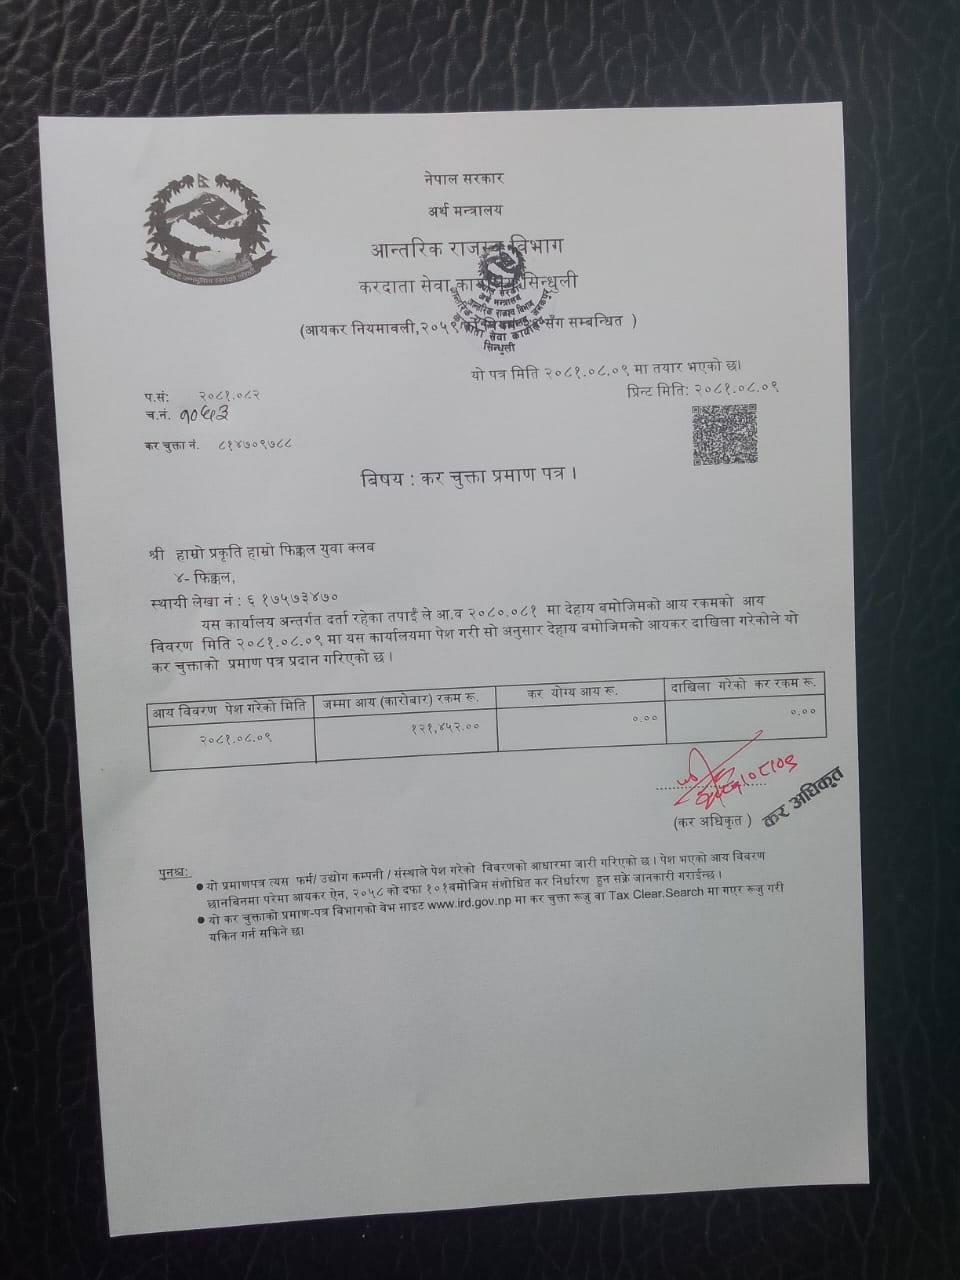 नेपाल सरकार
अर्थ मन्त्रालय
आन्तरिक राजस्व विभाग
करदाता सेवा कार्यालय सिन्धुली
(आयकर नियमावली,२०५९ संग सम्बन्धित )
यो पत्र मिति २०८१.०८.०९ मा तयार भएको छ।
प्रिन्ट मिति: २०८१.०८.०९
प.सं: २०८१.०८२
च.नं. १०५३
कर चुक्ता नं. ८१४७०९७८८
बिषय : कर चुक्ता प्रमाण पत्र ।
श्री हाम्रो प्रकृति हाम्रो फिक्कल युवा क्लव
४- फिक्कल,
स्थायी लेखा नं : ६१७५७३४७०
यस कार्यालय अन्तर्गत दर्ता रहेका तपाईं ले आ.व २०८०.०८१ मा देहाय बमोजिमको आय रकमको आय
विवरण मिति २०८१.०८.०९ मा यस कार्यालयमा पेश गरी सो अनुसार देहाय बमोजिमको आयकर दाखिला गरेकोले यो
कर चुक्ताको प्रमाण पत्र प्रदान गरिएको छ ।
आय विवरण पेश गरेको मिति जम्मा आय (कारोबार) रकम रू. कर योग्य आय रू. दाखिला गरेको कर रकम रू.
२०८१.०८.०९ १२१,४५२.०० ०.०० ०.००
(कर अधिकृत )
कर अधिकृत
पुनश्च:
● यो प्रमाणपत्र त्यस फर्म/ उद्योग कम्पनी / संस्थाले पेश गरेको विवरणको आधारमा जारी गरिएको छ । पेश भएको आय विवरण
छानबिनमा परेमा आयकर ऐन, २०५८ को दफा १०१बमोजिम संशोधित कर निर्धारण हुन सक्ने जानकारी गराईन्छ ।
● यो कर चुक्ताको प्रमाण-पत्र विभागको वेभ साइट www.ird.gov.np मा कर चुक्ता रूजु वा Tax Clear.Search मा गएर रूजु गरी
यकिन गर्न सकिने छ।